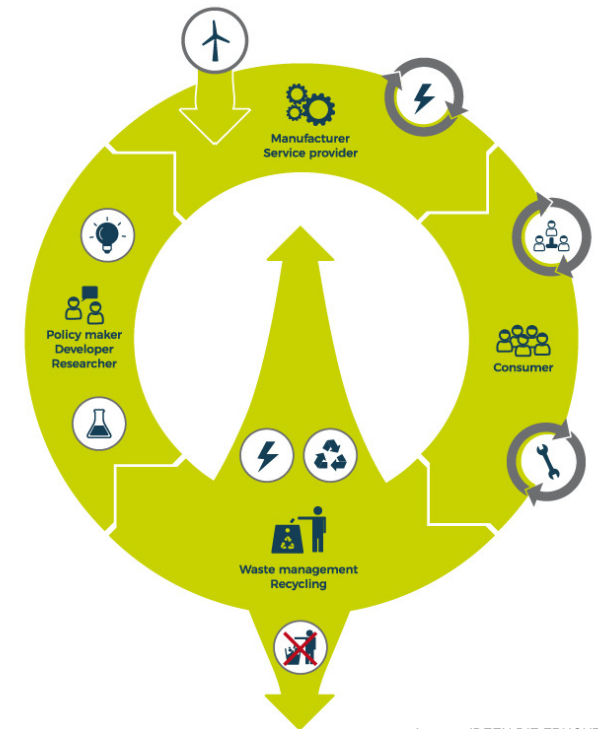 Manufacturer
Service provider
Policy maker
Developer
Researcher
Consumer
Waste management
Recycling